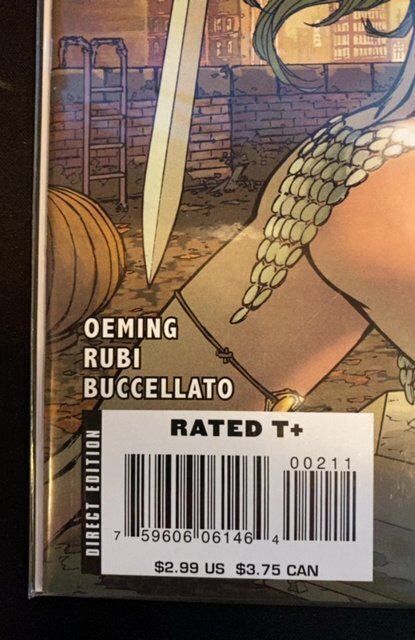 OEMING
RUBI
BUCCELLATO
DIRECT EDITION
RATED T+
00211
7 59606 06146 4
$2.99 US $3.75 CAN